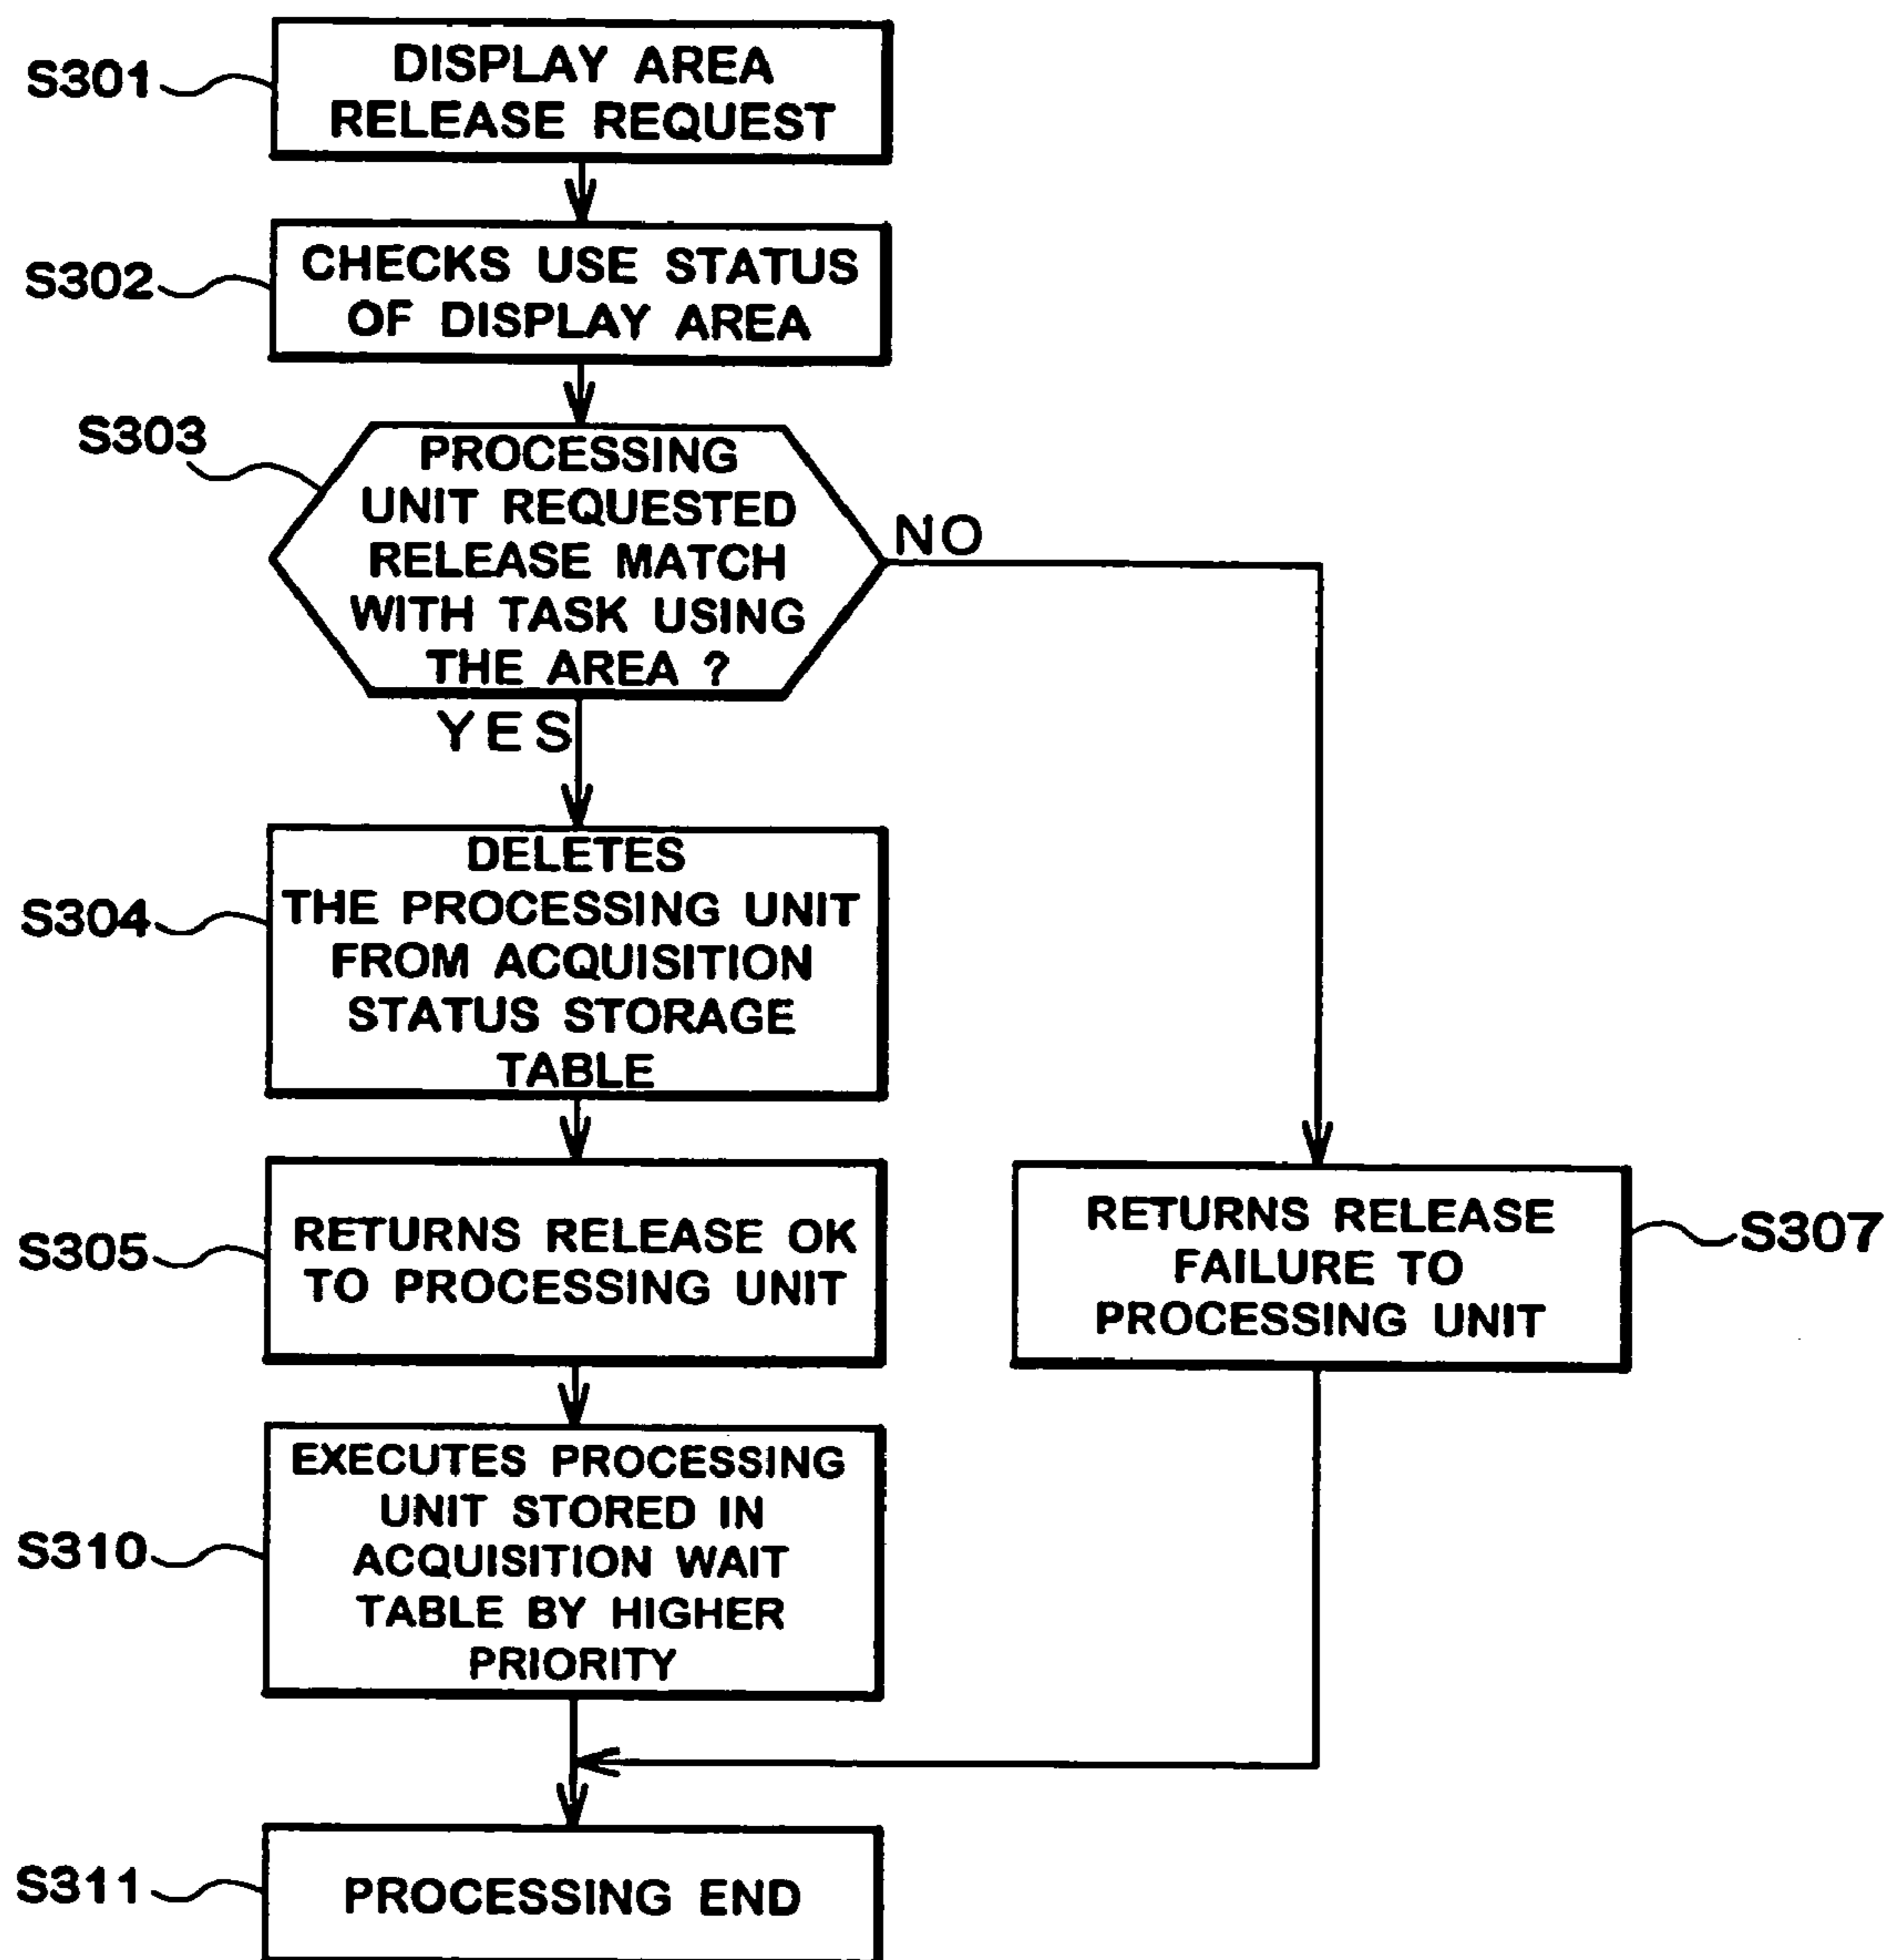 S301
DISPLAY AREA
RELEASE REQUEST
S302
CHECKS USE STATUS
OF DISPLAY AREA
S303
PROCESSING
UNIT REQUESTED
RELEASE MATCH
WITH TASK USING
THE AREA ?
NO
YES
S304
DELETES
THE PROCESSING UNIT
FROM ACQUISITION
STATUS STORAGE
TABLE
S305
RETURNS RELEASE OK
TO PROCESSING UNIT
RETURNS RELEASE
FAILURE TO
PROCESSING UNIT
S307
S310
EXECUTES PROCESSING
UNIT STORED IN
ACQUISITION WAIT
TABLE BY HIGHER
PRIORITY
S311
PROCESSING END